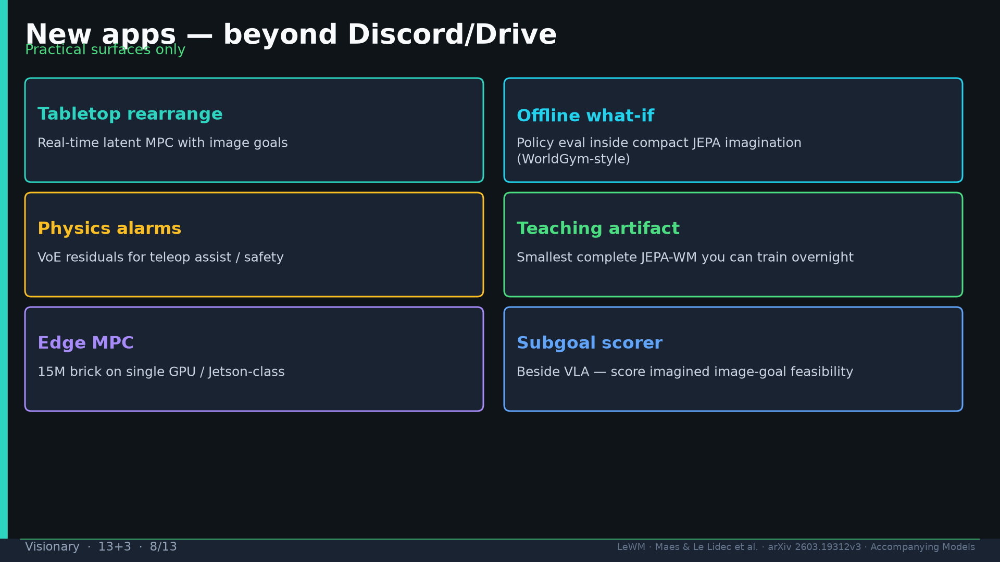 New apps — beyond Discord/Drive
Practical surfaces only
Tabletop rearrange
Real-time latent MPC with image goals
Offline what-if
Policy eval inside compact JEPA imagination
(WorldGym-style)
Physics alarms
VoE residuals for teleop assist / safety
Teaching artifact
Smallest complete JEPA-WM you can train overnight
Edge MPC
15M brick on single GPU / Jetson-class
Subgoal scorer
Beside VLA — score imagined image-goal feasibility
Visionary · 13+3 · 8/13
LeWM · Maes & Le Lidec et al. · arXiv 2603.19312v3 · Accompanying Models